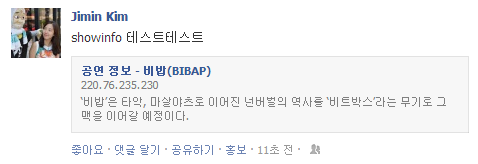 Jimin Kim
showinfo 테스트테스트
공연 정보 - 비밥(BIBAP)
220.76.235.230
'비밥'은 타악, 마샬아츠로 이어진 넌버벌의 역사를 '비트박스'라는 무기로 그
맥을 이어갈 예정이다.
좋아요 · 댓글 달기 · 공유하기 · 홍보 · 11초 전 ·